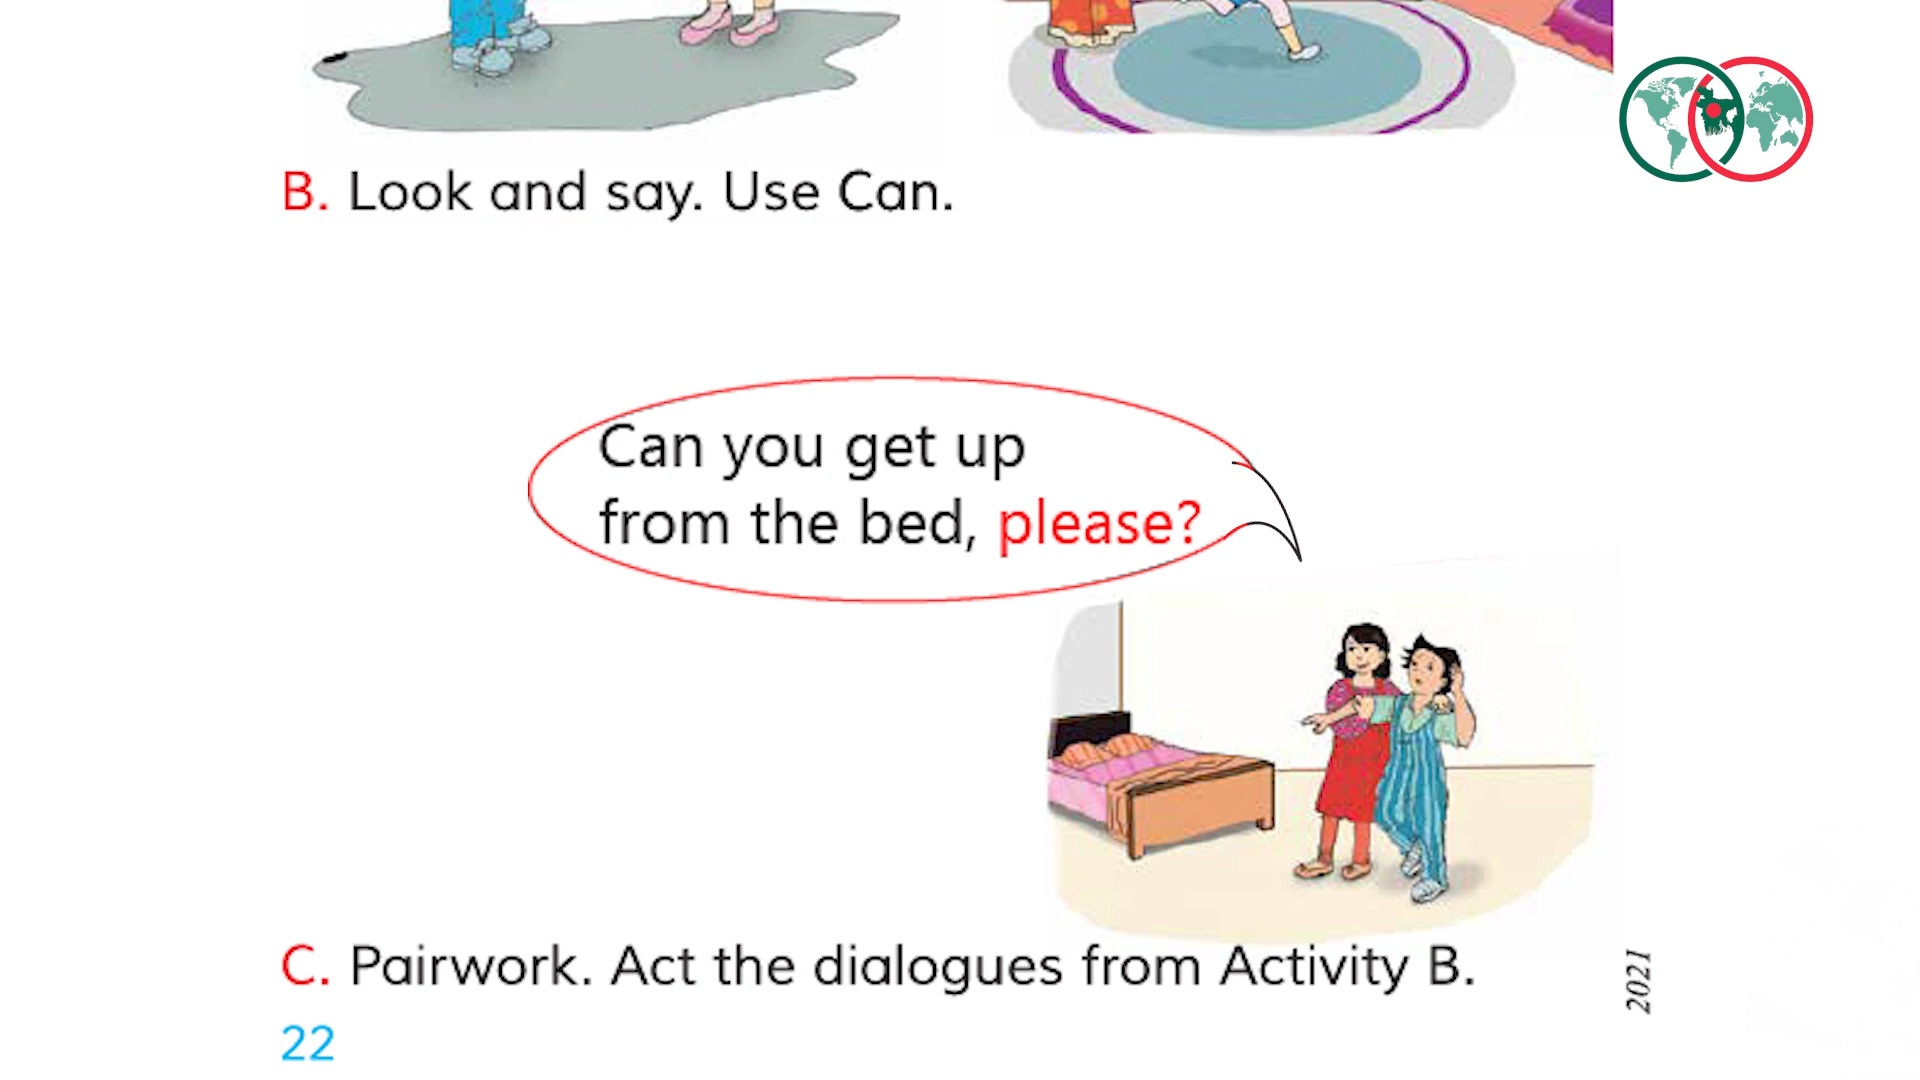 B. Look and say. Use Can.
Can you get up
from the bed, please?
C. Pairwork. Act the dialogues from Activity B.
22
2021